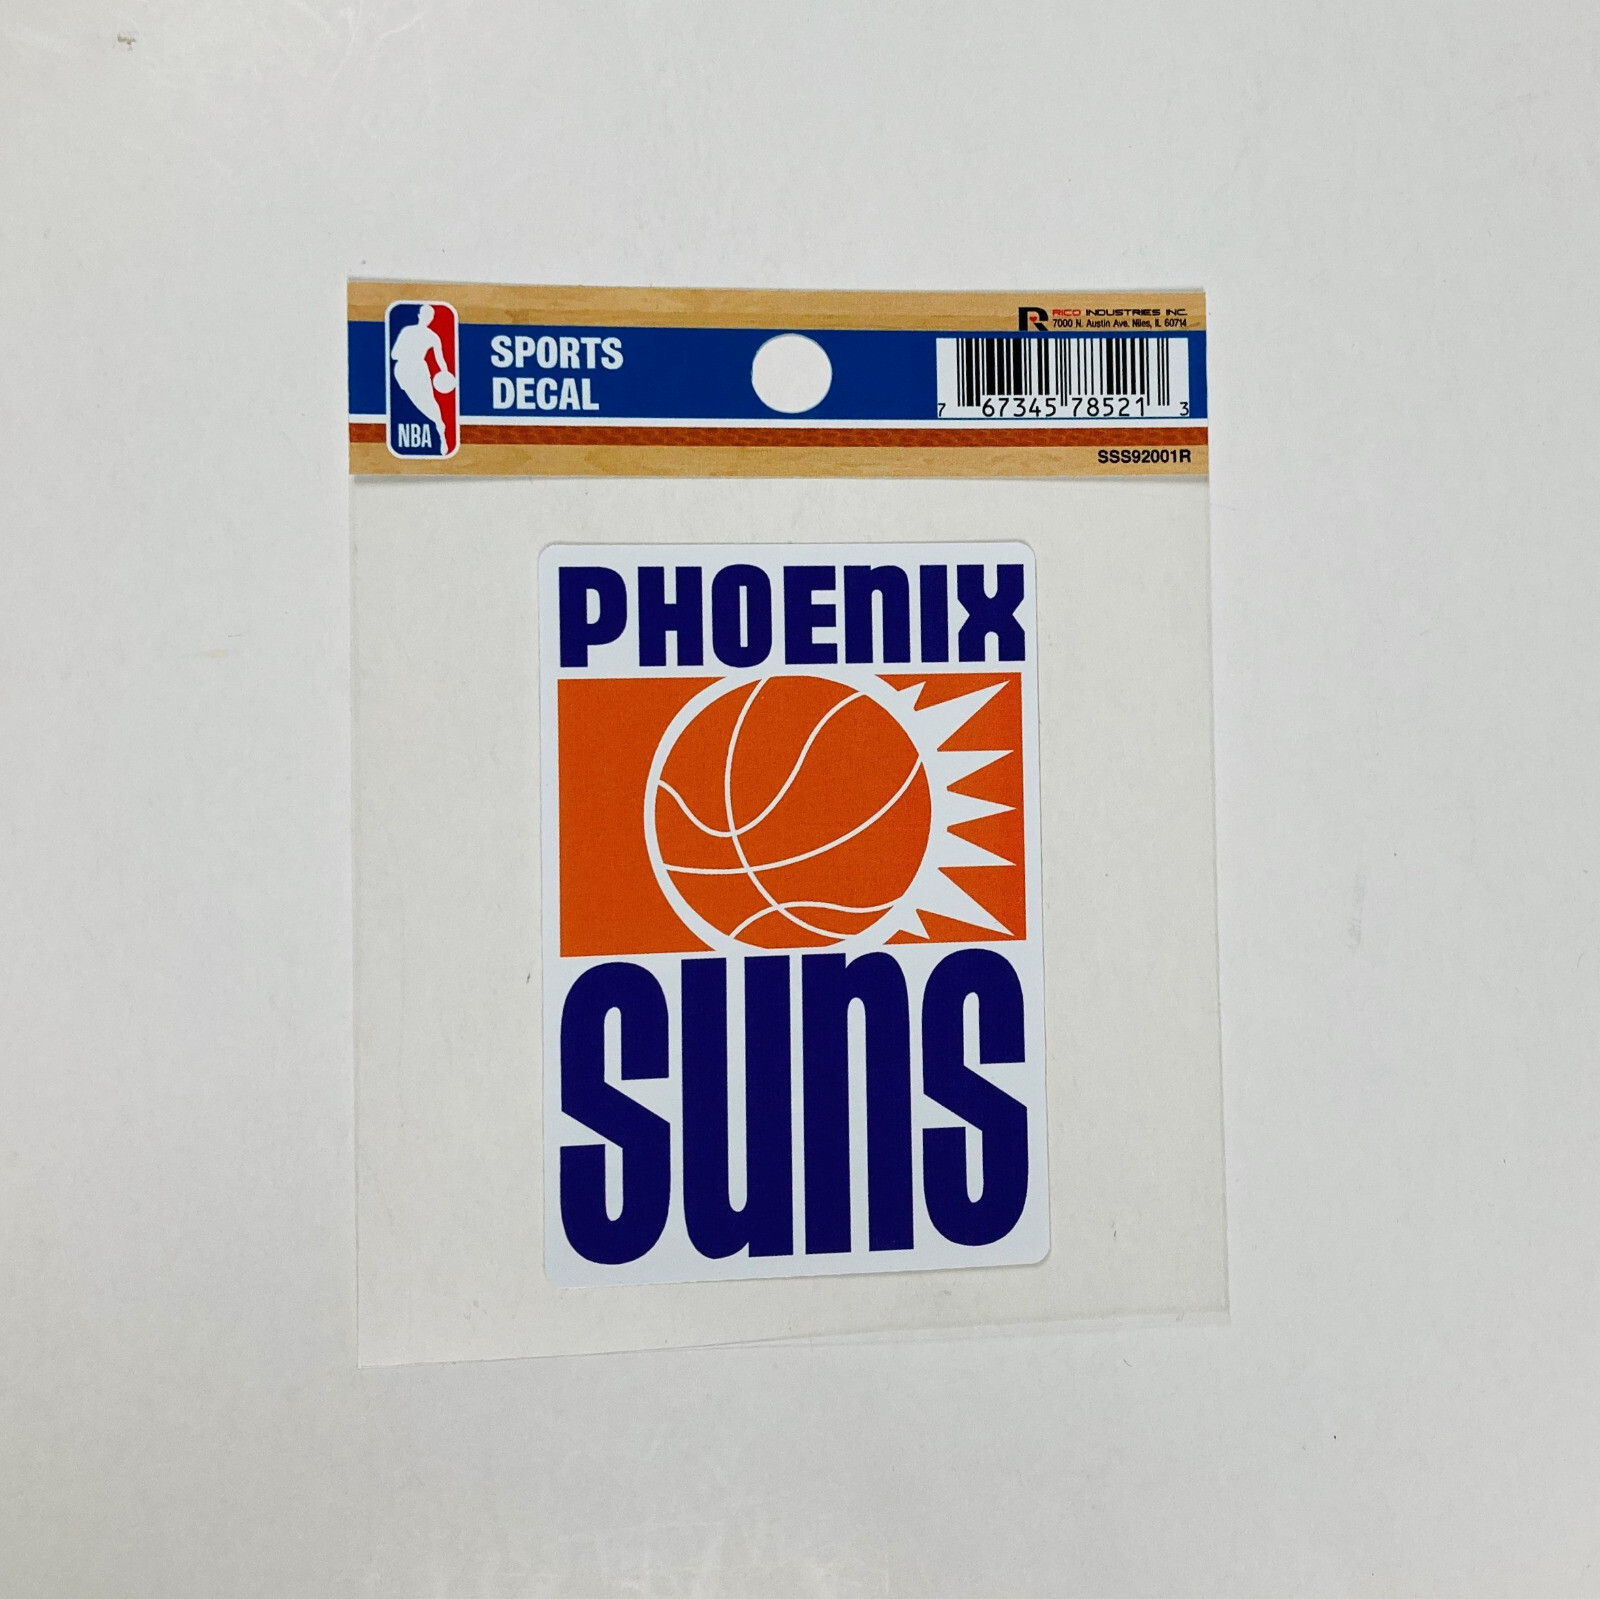 RICO INDUSTRIES INC.
7000 N. Austin Ave. Niles, IL 60714
SPORTS
DECAL
NBA
7 67345 78521 3
SSS92001R
PHOENIX
SUNS